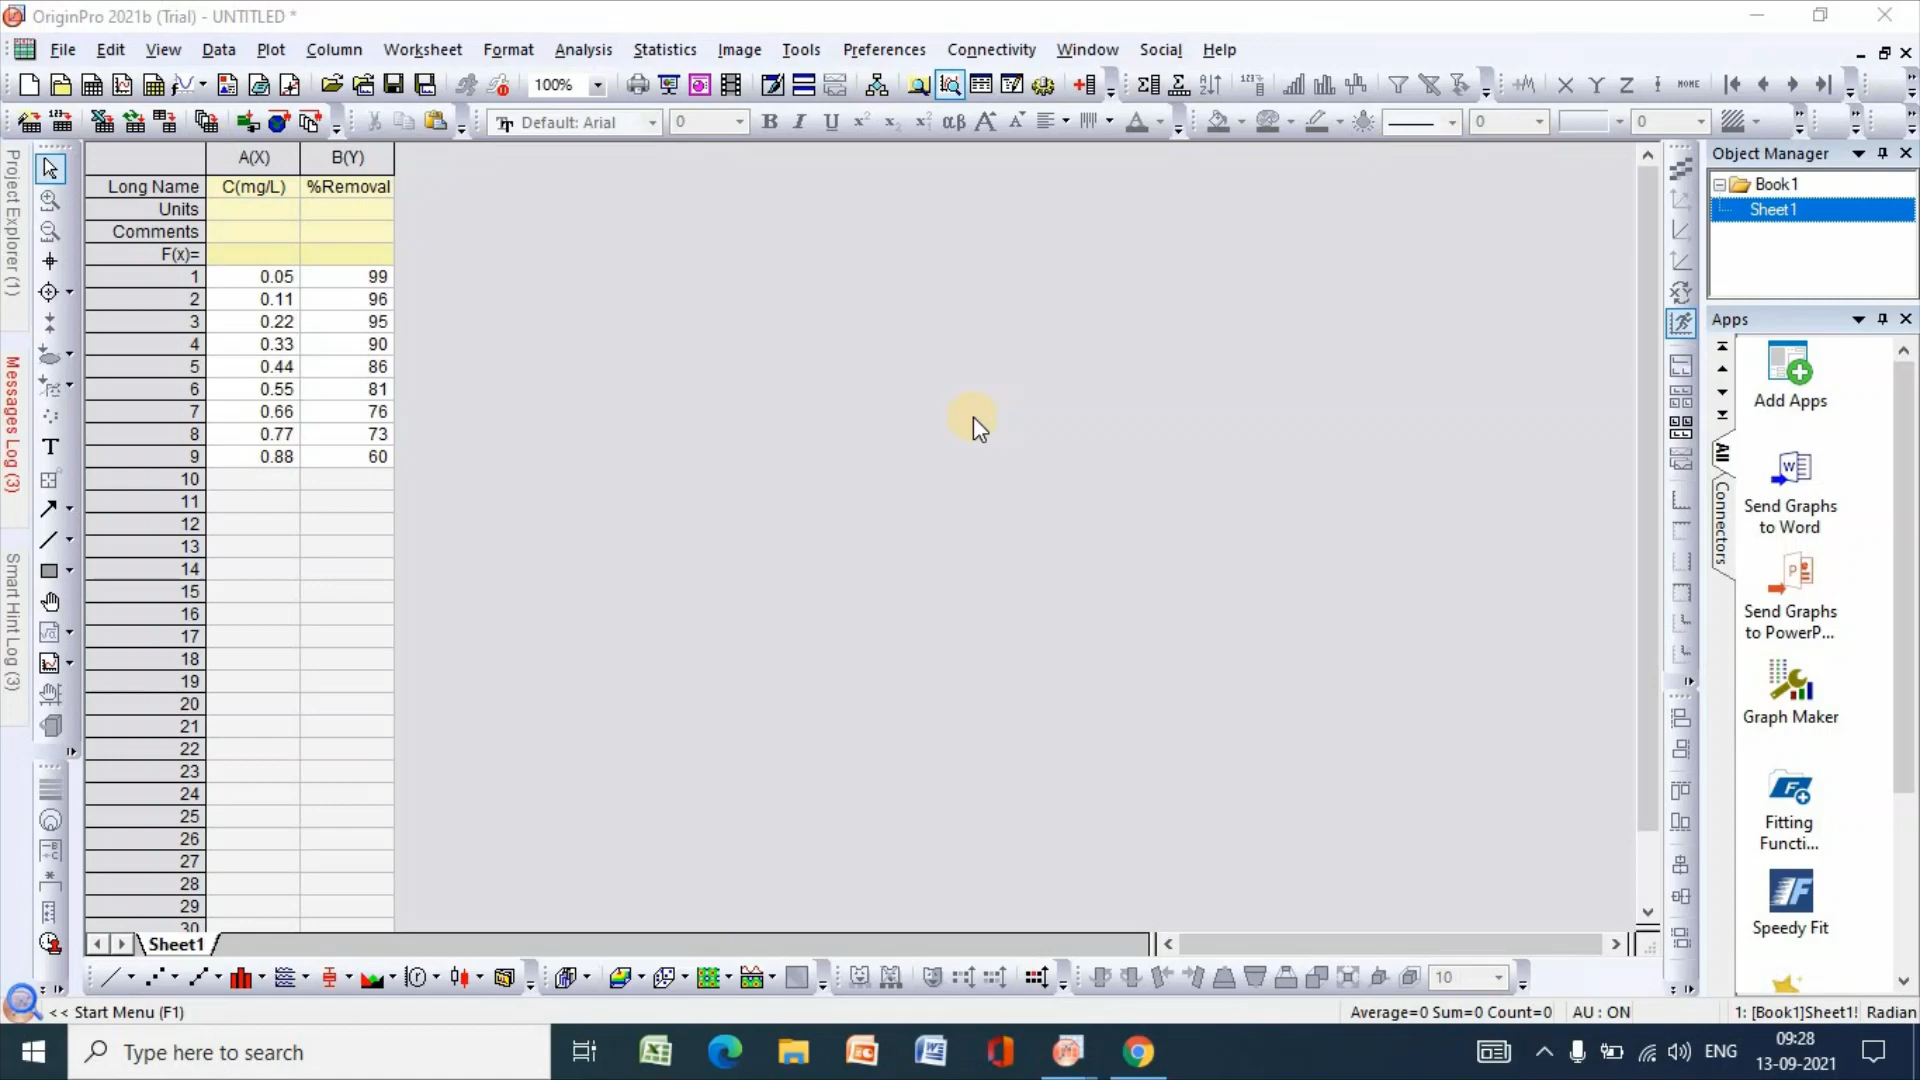 OriginPro 2021b (Trial) - UNTITLED *
File Edit View Data Plot Column Worksheet Format Analysis Statistics Image Tools Preferences Connectivity Window Social Help
100%
HOME
Default: Arial 0 B I U αβ A 0 0
Project Explorer (1)
Messages Log (3)
Smart Hint Log (3)
A(X) B(Y)
Long Name C(mg/L) %Removal
Units
Comments
F(x)=
1 0.05 99
2 0.11 96
3 0.22 95
4 0.33 90
5 0.44 86
6 0.55 81
7 0.66 76
8 0.77 73
9 0.88 60
10
11
12
13
14
15
16
17
18
19
20
21
22
23
24
25
26
27
28
29
30
Sheet1
Object Manager
Book1
Sheet1
Apps
All
Connectors
Add Apps
Send Graphs
to Word
Send Graphs
to PowerP...
Graph Maker
Fitting
Functi...
Speedy Fit
10
<< Start Menu (F1) Average=0 Sum=0 Count=0 AU : ON 1: [Book1]Sheet1! Radian
Type here to search
ENG
09:28
13-09-2021